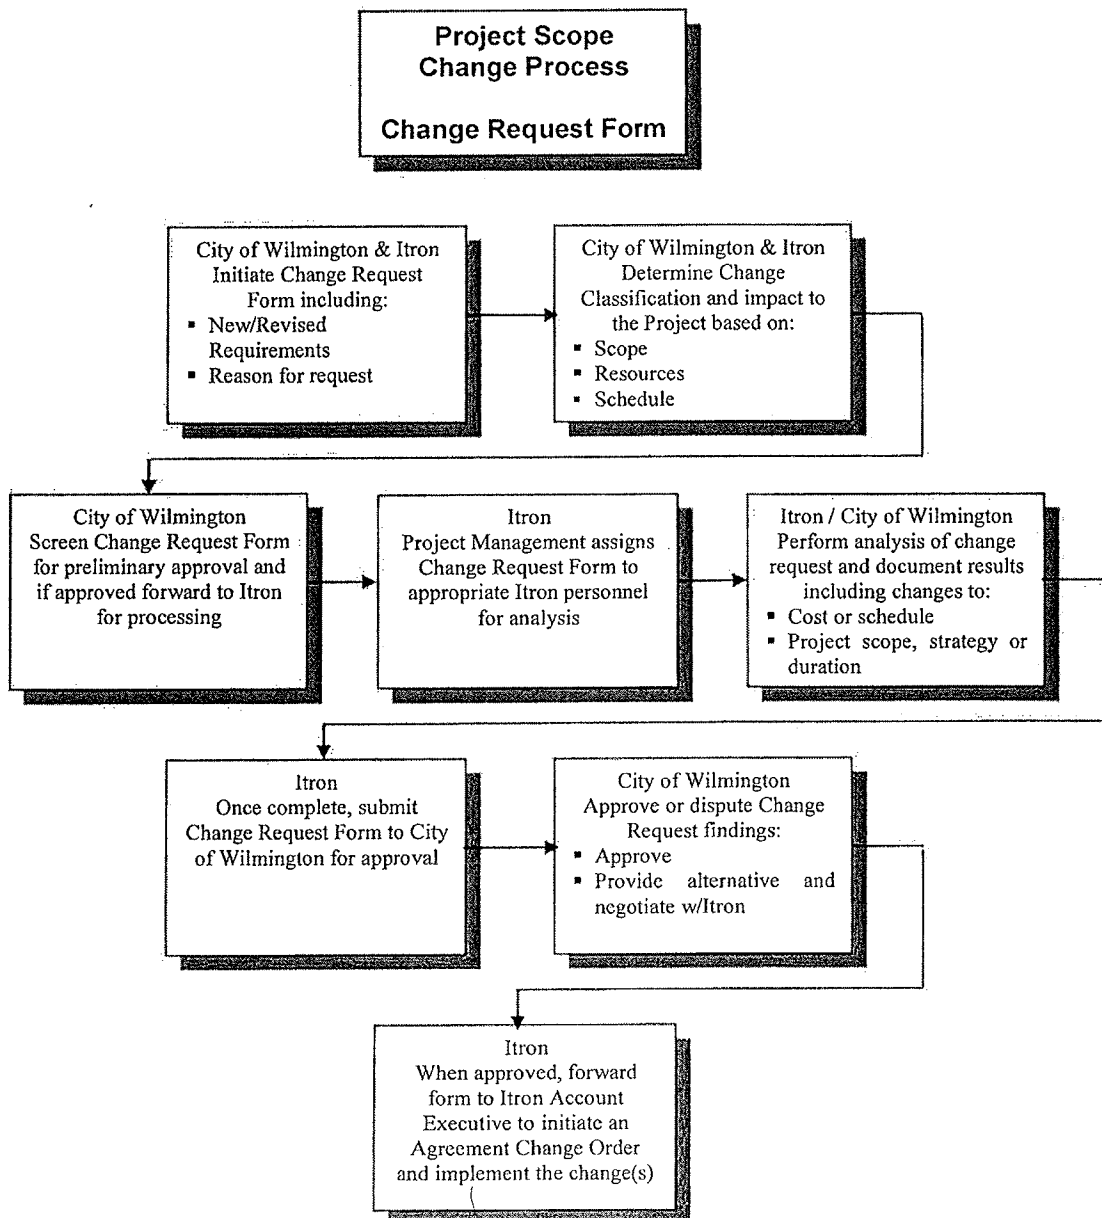 Project Scope
Change Process
Change Request Form
City of Wilmington & Itron
Initiate Change Request
Form including:
▪ New/Revised
Requirements
▪ Reason for request
City of Wilmington & Itron
Determine Change
Classification and impact to
the Project based on:
▪ Scope
▪ Resources
▪ Schedule
City of Wilmington
Screen Change Request Form
for preliminary approval and
if approved forward to Itron
for processing
Itron
Project Management assigns
Change Request Form to
appropriate Itron personnel
for analysis
Itron / City of Wilmington
Perform analysis of change
request and document results
including changes to:
▪ Cost or schedule
▪ Project scope, strategy or
duration
Itron
Once complete, submit
Change Request Form to City
of Wilmington for approval
City of Wilmington
Approve or dispute Change
Request findings:
▪ Approve
▪ Provide alternative and
negotiate w/Itron
Itron
When approved, forward
form to Itron Account
Executive to initiate an
Agreement Change Order
and implement the change(s)